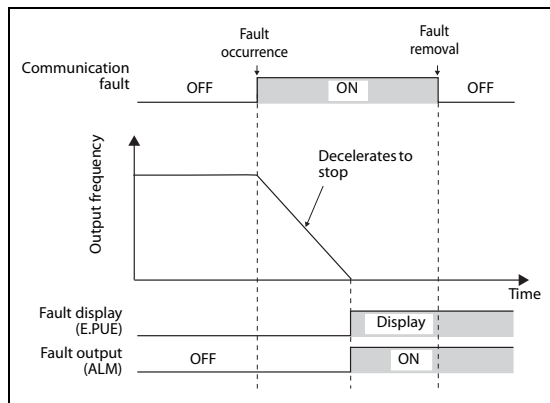 Fault
occurrence
Fault
removal
Communication
fault
OFF
ON
OFF
Output frequency
Decelerates to
stop
Time
Fault display
(E.PUE)
Display
Fault output
(ALM)
OFF
ON